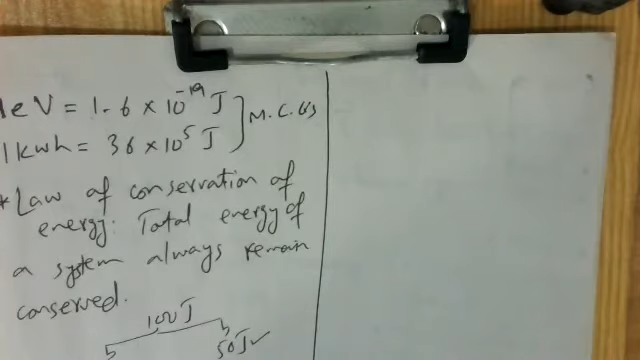 1eV = 1.6 × 10⁻¹⁹ J
1kwh = 36 × 10⁵ J
M.C.Qs
* Law of conservation of
energy: Total energy of
a system always remain
conserved.
100J
50J✓